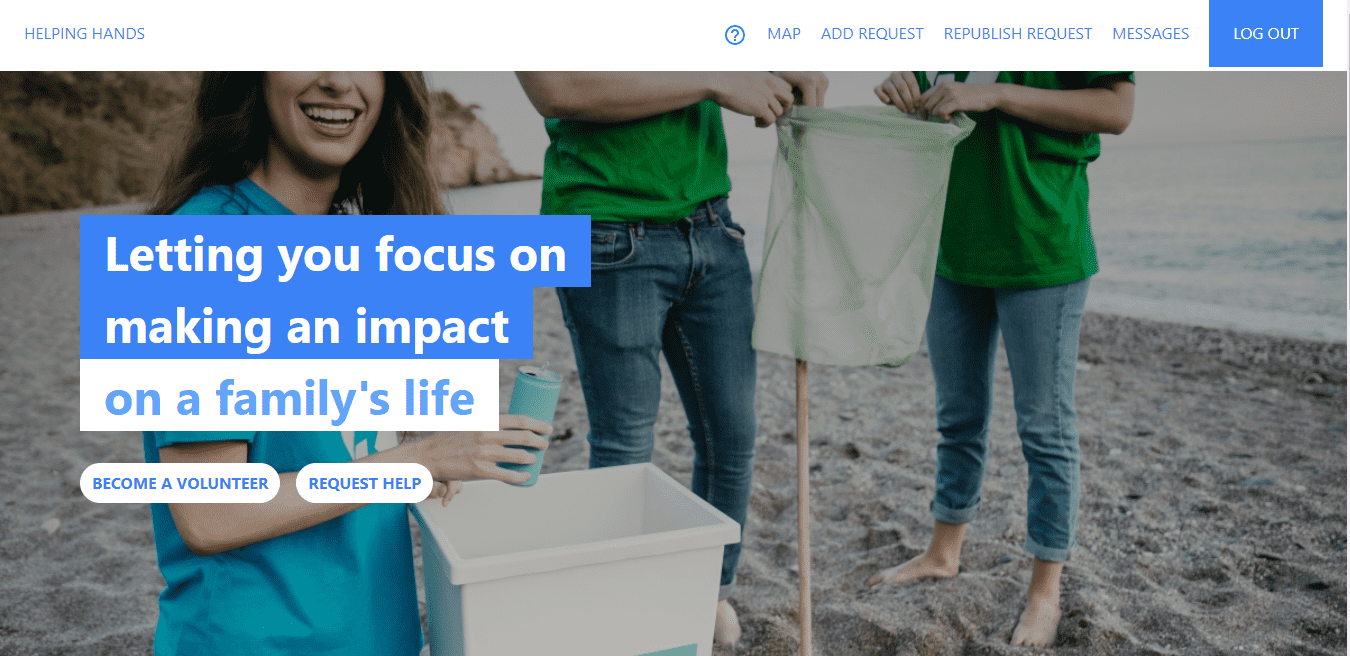 HELPING HANDS
MAP ADD REQUEST REPUBLISH REQUEST MESSAGES LOG OUT
Letting you focus on
making an impact
on a family's life
BECOME A VOLUNTEER REQUEST HELP